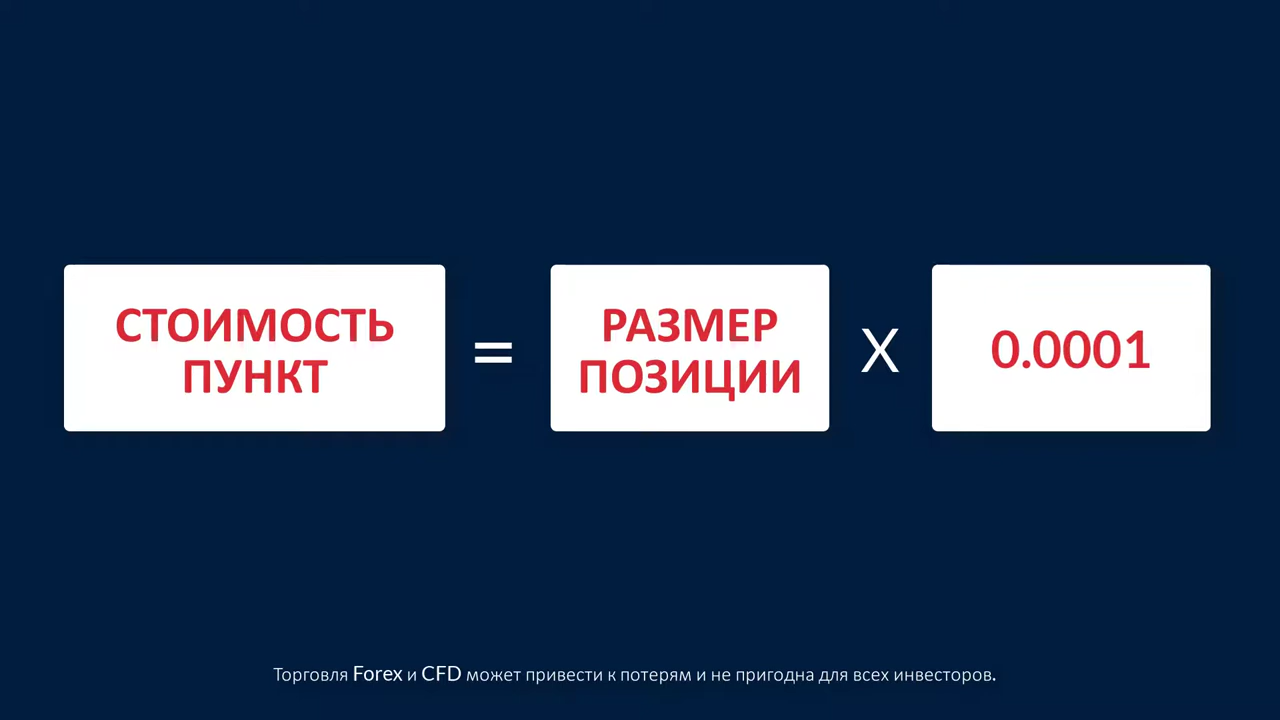 СТОИМОСТЬ
ПУНКТ
=
РАЗМЕР
ПОЗИЦИИ
X
0.0001
Торговля Forex и CFD может привести к потерям и не пригодна для всех инвесторов.